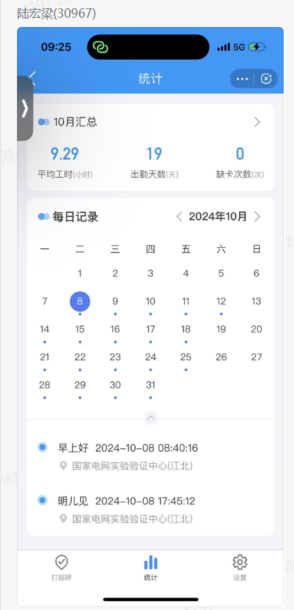 陆宏梁(30967)
09:25 5G
统计
10月汇总
9.29 19 0
平均工时(小时) 出勤天数(天) 缺卡次数(次)
每日记录 2024年10月
一 二 三 四 五 六 日
1 2 3 4 5 6
7 8 9 10 11 12 13
14 15 16 17 18 19 20
21 22 23 24 25 26 27
28 29 30 31
早上好 2024-10-08 08:40:16
国家电网实验验证中心(江北)
明儿见 2024-10-08 17:45:12
国家电网实验验证中心(江北)
打招呼 统计 设置